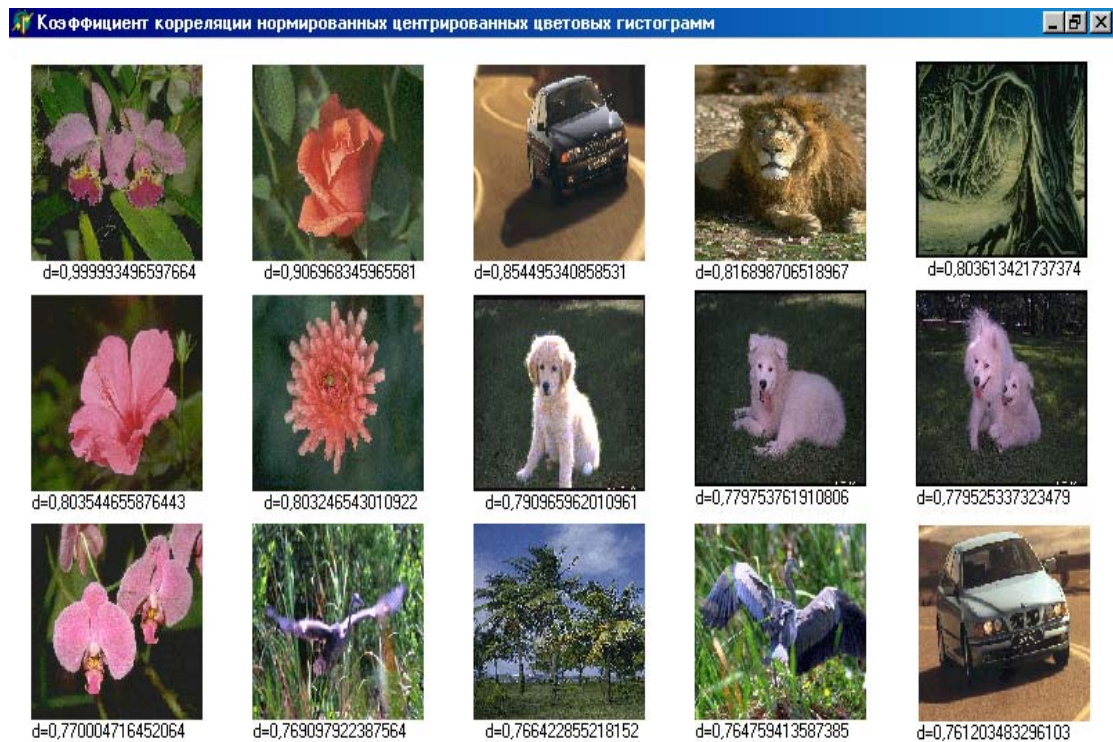 Коэффициент корреляции нормированных центрированных цветовых гистограмм
d=0,999993496597664
d=0,906968345965581
d=0,854495340858531
d=0,816898706518967
d=0,803613421737374
d=0,803544655876443
d=0,803246543010922
d=0,790965962010961
d=0,779753761910806
d=0,779525337323479
d=0,770004716452064
d=0,769097922387564
d=0,766422855218152
d=0,764759413587385
d=0,761203483296103